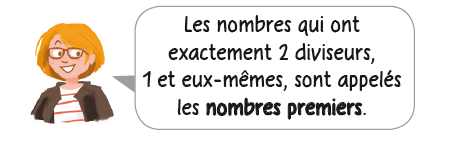 Les nombres qui ont
exactement 2 diviseurs,
1 et eux-mêmes, sont appelés
les nombres premiers.